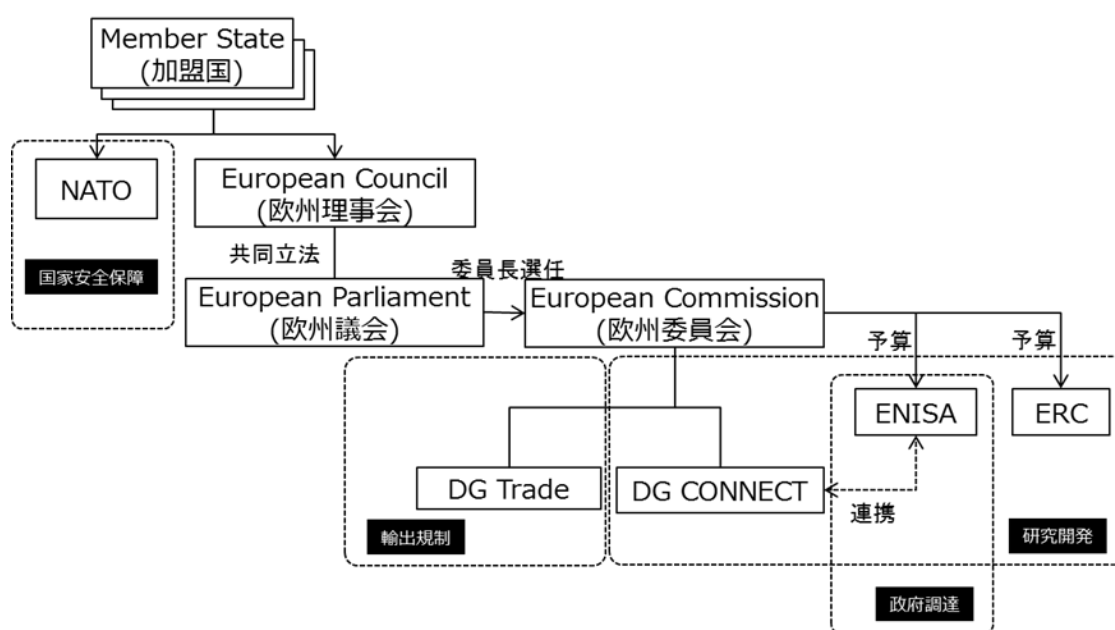 Member State
(加盟国)
NATO
European Council
(欧州理事会)
国家安全保障
共同立法
委員長選任
European Parliament
(欧州議会)
European Commission
(欧州委員会)
予算
予算
ENISA
ERC
DG Trade
DG CONNECT
連携
輸出規制
研究開発
政府調達